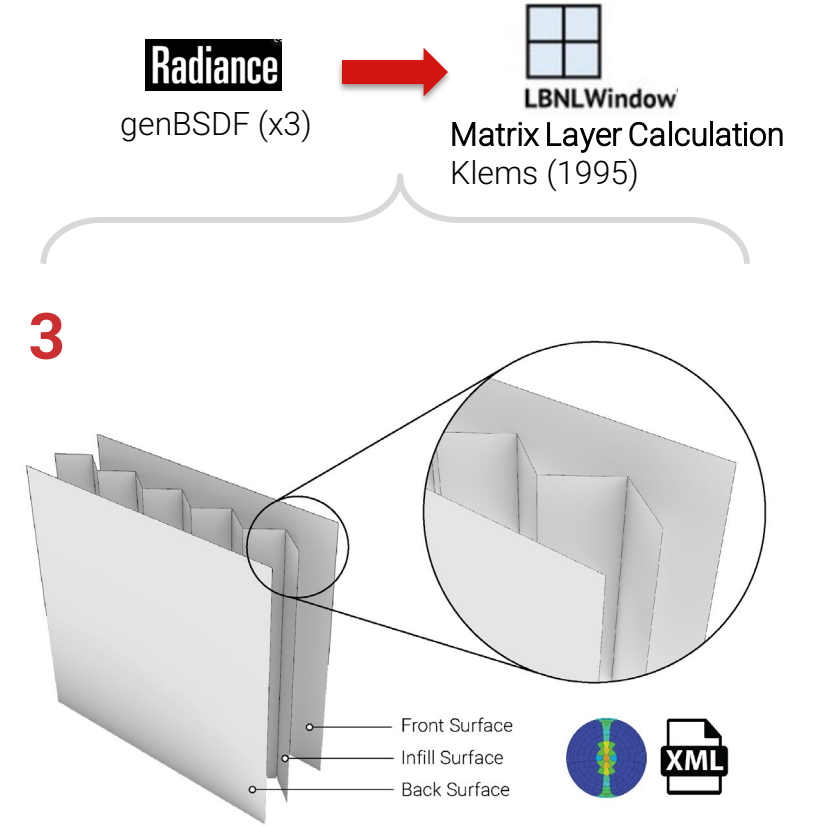 Radiance
genBSDF (x3)
LBNLWindow
Matrix Layer Calculation
Klems (1995)
3
Front Surface
Infill Surface
Back Surface
XML